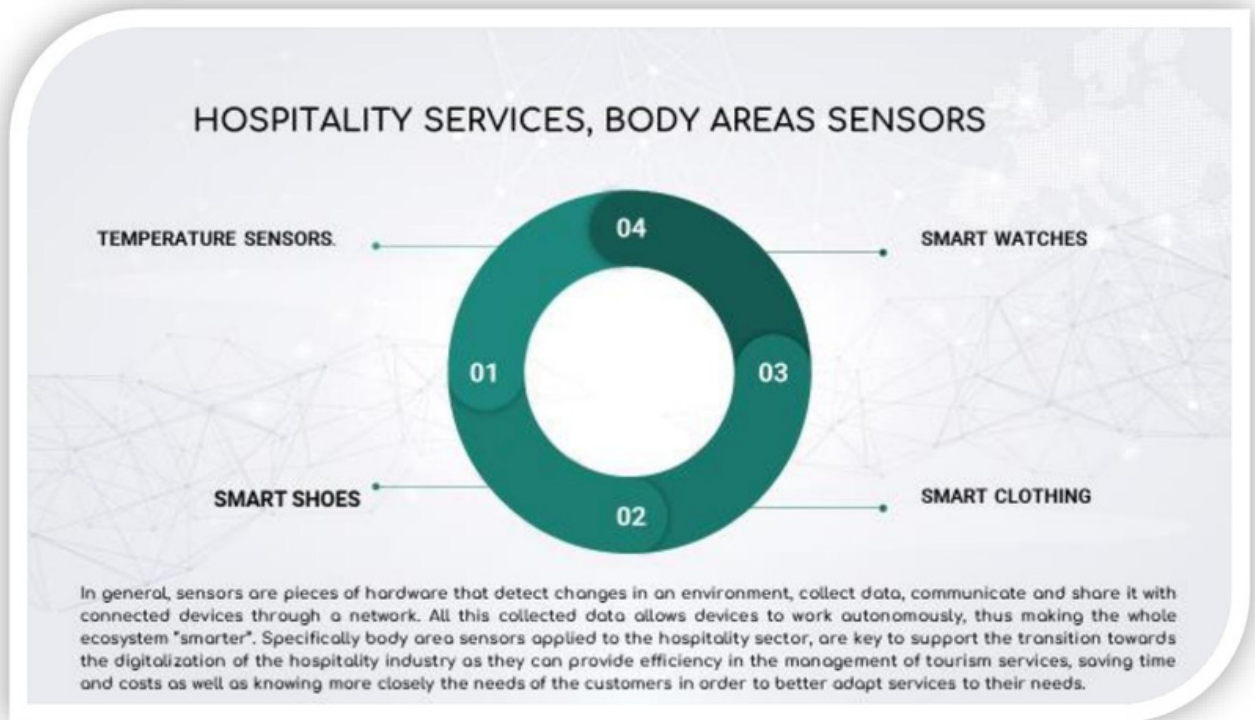 HOSPITALITY SERVICES, BODY AREAS SENSORS
04
TEMPERATURE SENSORS.
SMART WATCHES
01
03
SMART SHOES
SMART CLOTHING
02
In general, sensors are pieces of hardware that detect changes in an environment, collect data, communicate and share it with
connected devices through a network. All this collected data allows devices to work autonomously, thus making the whole
ecosystem "smarter". Specifically body area sensors applied to the hospitality sector, are key to support the transition towards
the digitalization of the hospitality industry as they can provide efficiency in the management of tourism services, saving time
and costs as well as knowing more closely the needs of the customers in order to better adapt services to their needs.